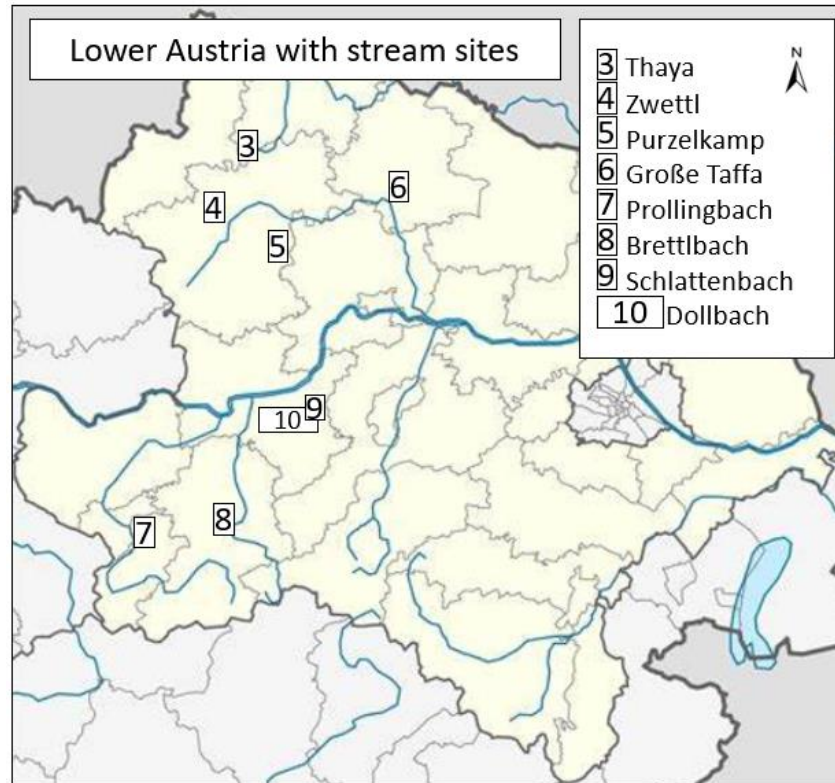 Lower Austria with stream sites
N
3 Thaya
4 Zwettl
5 Purzelkamp
6 Große Taffa
7 Prollingbach
8 Brettlbach
9 Schlattenbach
10 Dollbach
3
6
4
5
9
10
7
8